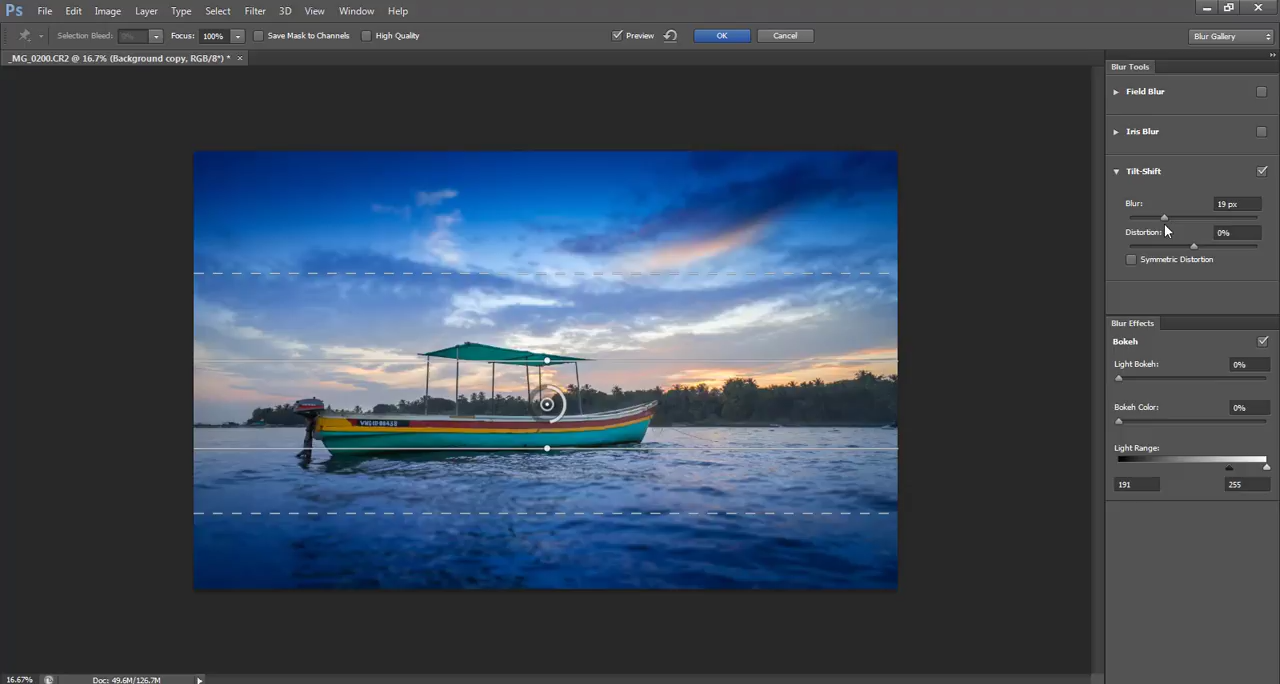 Ps File Edit Image Layer Type Select Filter 3D View Window Help
Selection Bleed: Focus: 100% Save Mask to Channels High Quality Preview OK Cancel Blur Gallery
_MG_0200.CR2 @ 16.7% (Background copy, RGB/8*) * ×
Blur Tools
Field Blur
Iris Blur
Tilt-Shift
Blur: 19 px
Distortion: 0%
Symmetric Distortion
Blur Effects
Bokeh
Light Bokeh: 0%
Bokeh Color: 0%
Light Range:
191 255
16.67% Doc: 49.6M/126.7M